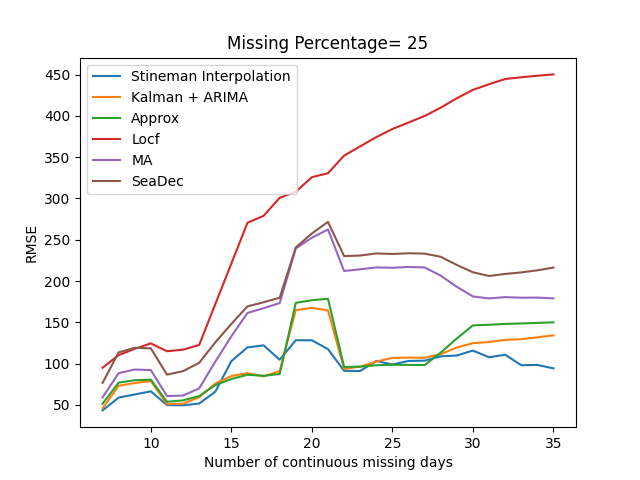 Missing Percentage= 25
Stineman Interpolation
Kalman + ARIMA
Approx
Locf
MA
SeaDec
RMSE
450
400
350
300
250
200
150
100
50
10 15 20 25 30 35
Number of continuous missing days